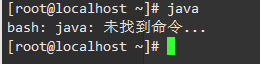 [root@localhost ~]# java
bash: java: 未找到命令...
[root@localhost ~]#